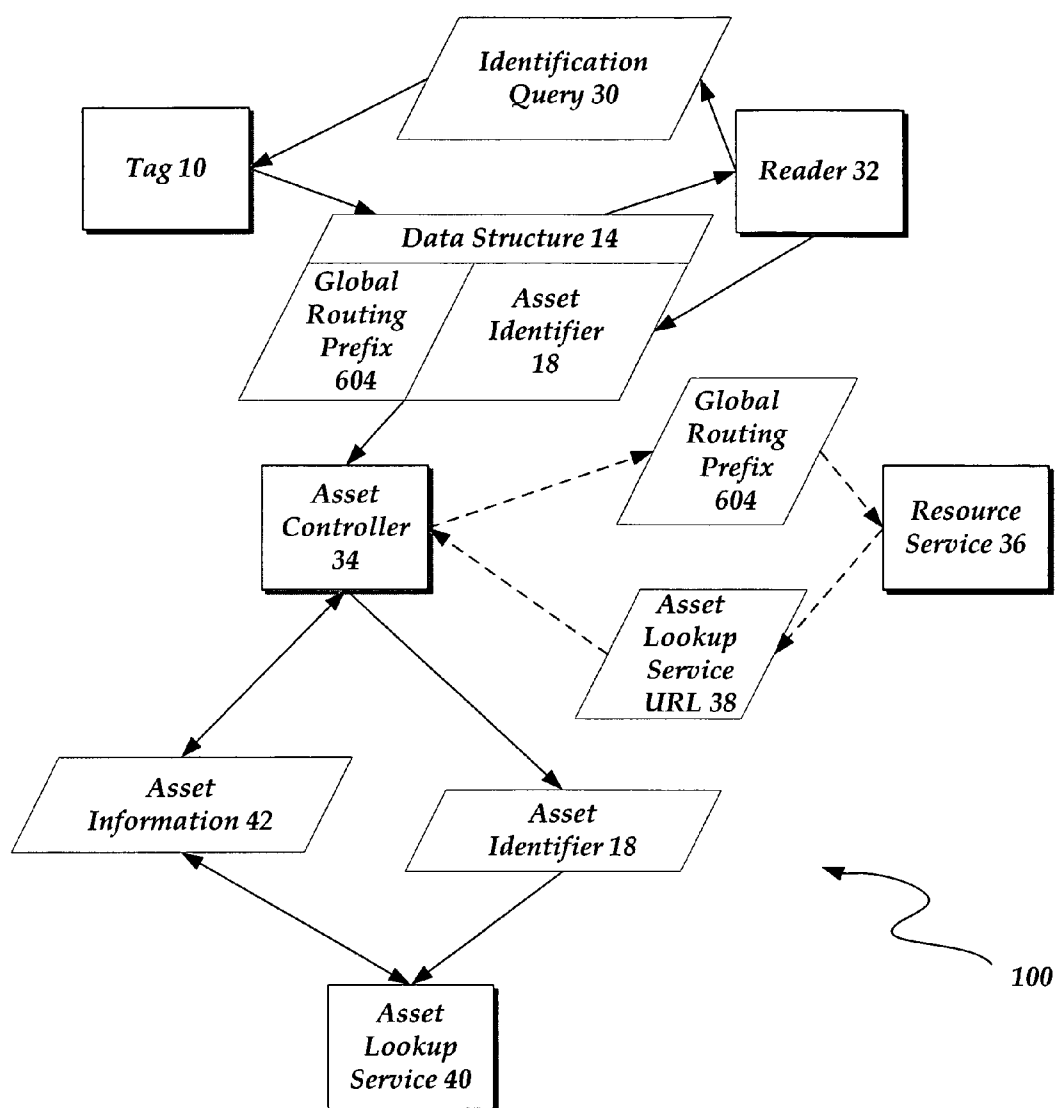 Identification
Query 30
Tag 10
Reader 32
Data Structure 14
Global
Routing
Prefix
604
Asset
Identifier
18
Global
Routing
Prefix
604
Asset
Controller
34
Resource
Service 36
Asset
Lookup
Service
URL 38
Asset
Information 42
Asset
Identifier 18
100
Asset
Lookup
Service 40